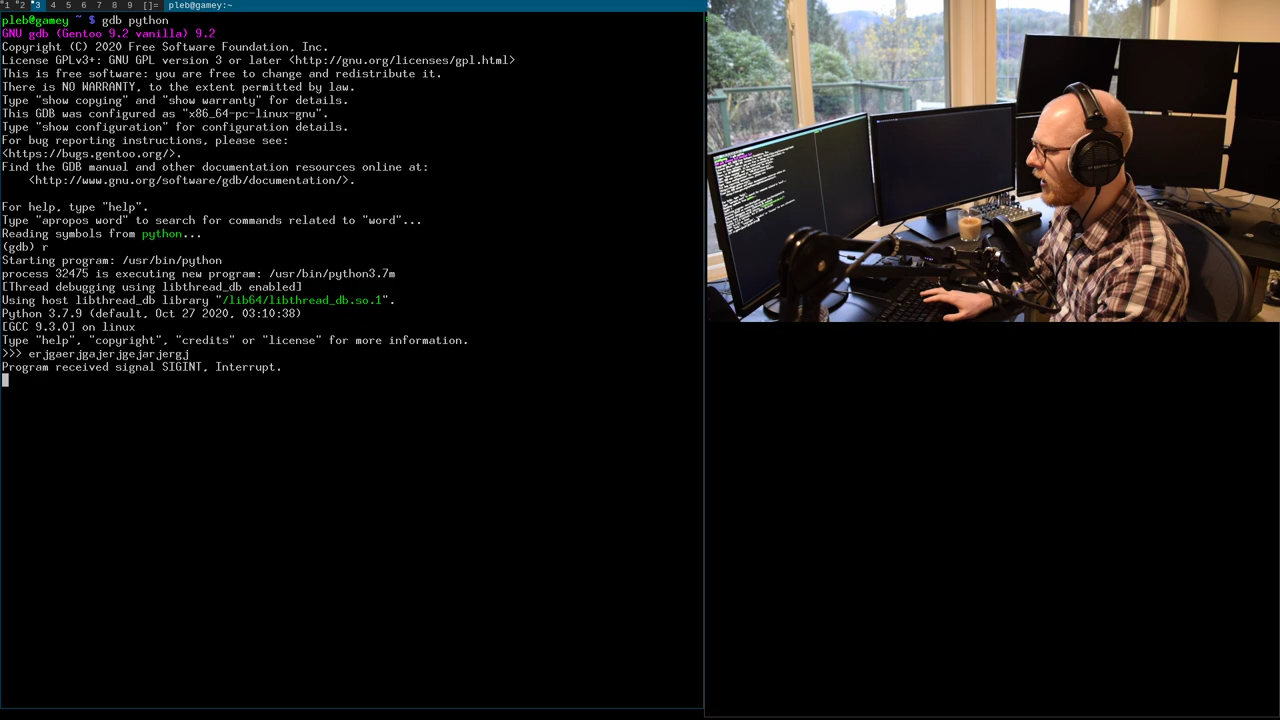 1 2 3 4 5 6 7 8 9 []= pleb@gamey:~
pleb@gamey ~ $ gdb python
GNU gdb (Gentoo 9.2 vanilla) 9.2
Copyright (C) 2020 Free Software Foundation, Inc.
License GPLv3+: GNU GPL version 3 or later <http://gnu.org/licenses/gpl.html>
This is free software: you are free to change and redistribute it.
There is NO WARRANTY, to the extent permitted by law.
Type "show copying" and "show warranty" for details.
This GDB was configured as "x86_64-pc-linux-gnu".
Type "show configuration" for configuration details.
For bug reporting instructions, please see:
<https://bugs.gentoo.org/>.
Find the GDB manual and other documentation resources online at:
    <http://www.gnu.org/software/gdb/documentation/>.
For help, type "help".
Type "apropos word" to search for commands related to "word"...
Reading symbols from python...
(gdb) r
Starting program: /usr/bin/python
process 32475 is executing new program: /usr/bin/python3.7m
[Thread debugging using libthread_db enabled]
Using host libthread_db library "/lib64/libthread_db.so.1".
Python 3.7.9 (default, Oct 27 2020, 03:10:38)
[GCC 9.3.0] on linux
Type "help", "copyright", "credits" or "license" for more information.
>>> erjgaerjgajerjgejarjergj
Program received signal SIGINT, Interrupt.